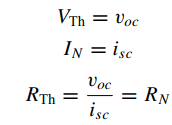 V_Th = v_oc
I_N = i_sc
R_Th = v_oc / i_sc = R_N